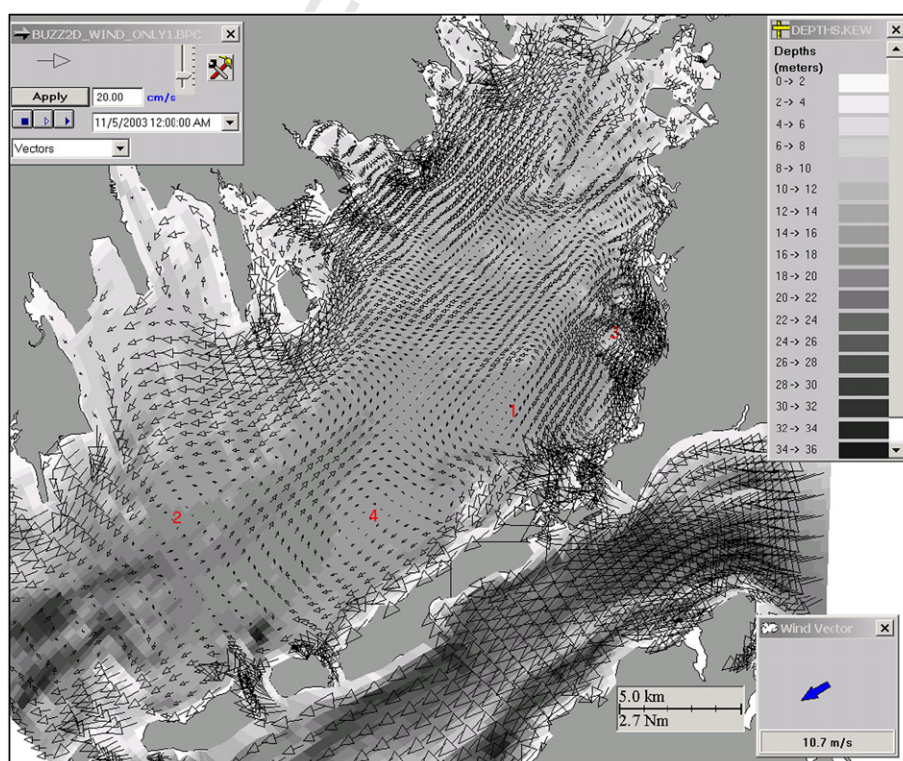 BUZZ2D_WIND_ONLY1.BPC
Apply
20.00
cm/s
11/5/2003 12:00:00 AM
Vectors
DEPTHS.KEW
Depths
(meters)
0-> 2
2-> 4
4-> 6
6-> 8
8-> 10
10-> 12
12-> 14
14-> 16
16-> 18
18-> 20
20-> 22
22-> 24
24-> 26
26-> 28
28-> 30
30-> 32
32-> 34
34-> 36
3
1
2
4
5.0 km
2.7 Nm
Wind Vector
10.7 m/s